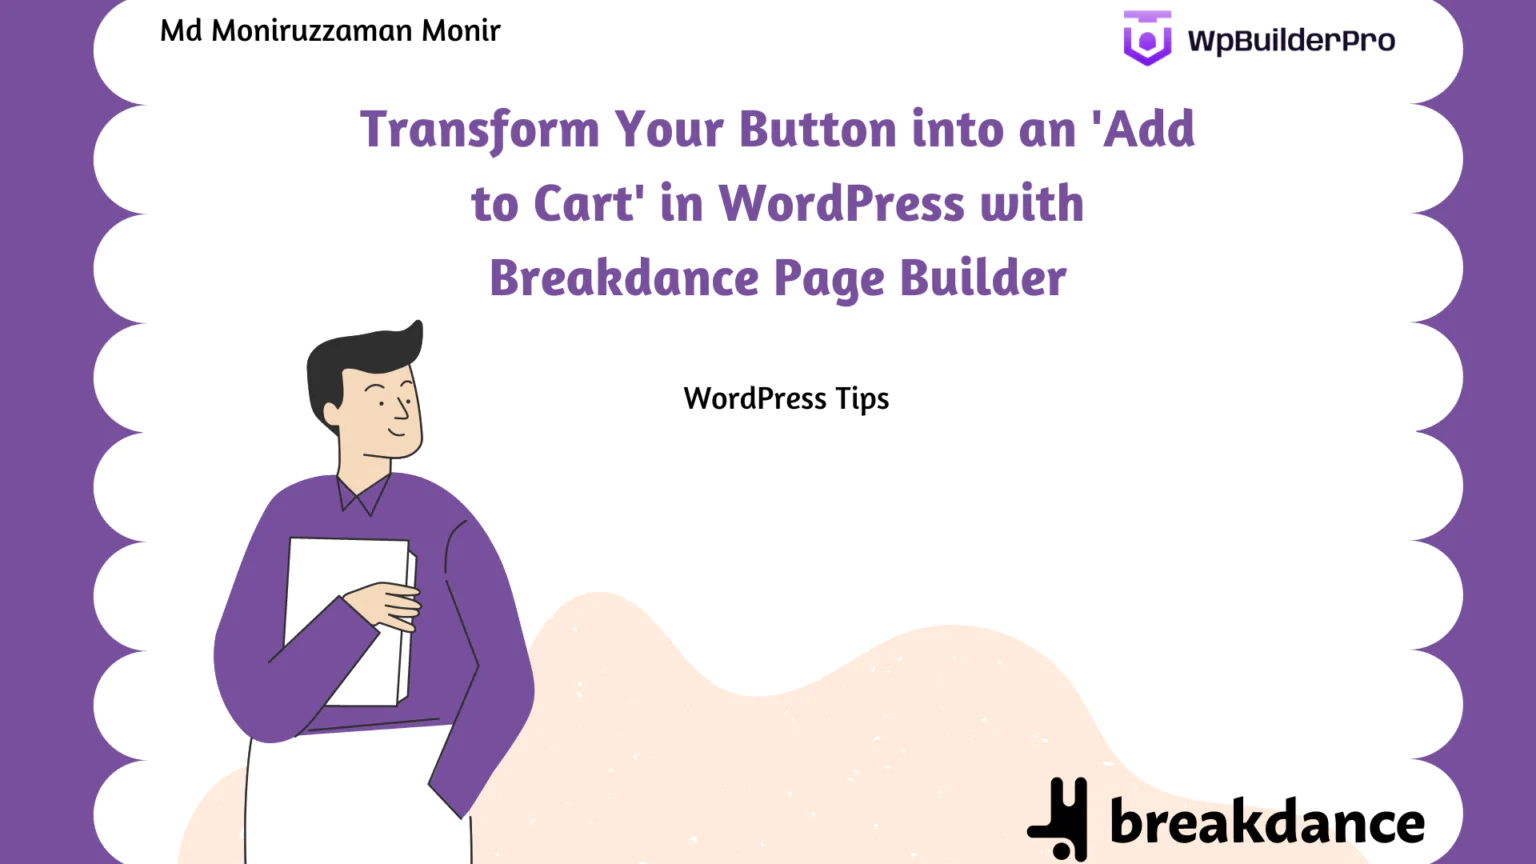 Md Moniruzzaman Monir
WpBuilderPro
Transform Your Button into an 'Add
to Cart' in WordPress with
Breakdance Page Builder
WordPress Tips
breakdance